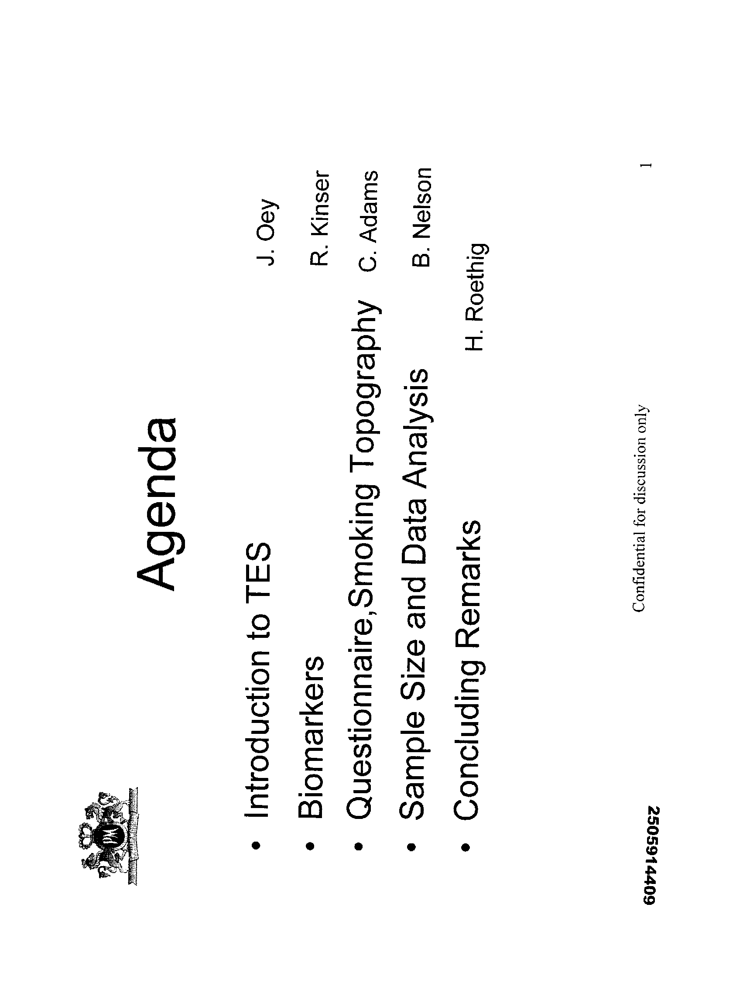 Agenda
• Introduction to TES J. Oey
• Biomarkers R. Kinser
• Questionnaire,Smoking Topography C. Adams
• Sample Size and Data Analysis B. Nelson
• Concluding Remarks H. Roethig
Confidential for discussion only 1
2505914409